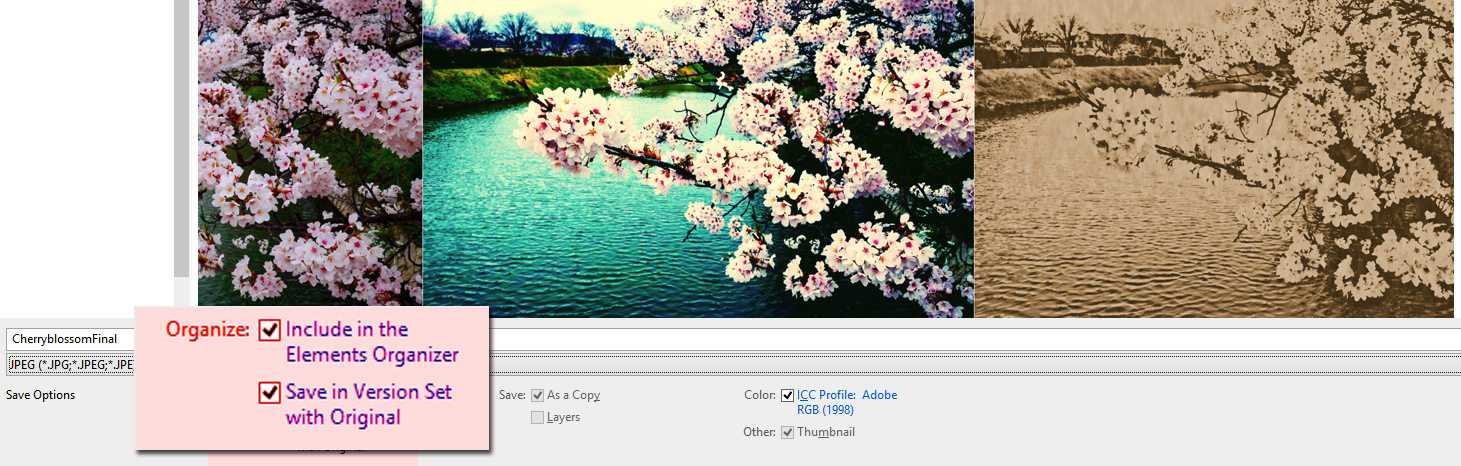 Organize: Include in the
Elements Organizer
Save in Version Set
with Original
CherryblossomFinal
JPEG (*.JPG;*.JPEG;*.JPE
Save Options
Save: As a Copy
Layers
Color: ICC Profile: Adobe
RGB (1998)
Other: Thumbnail